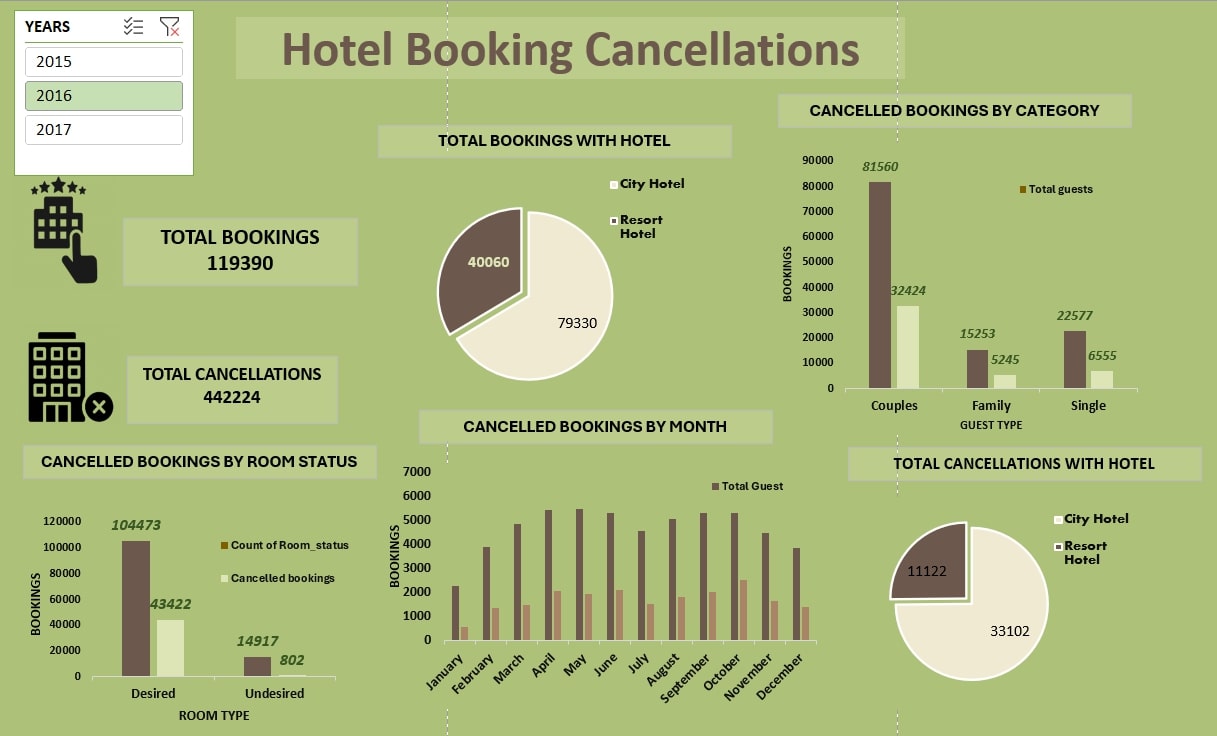 YEARS
2015
2016
2017
Hotel Booking Cancellations
TOTAL BOOKINGS
119390
TOTAL CANCELLATIONS
442224
TOTAL BOOKINGS WITH HOTEL
City Hotel
Resort
Hotel
40060
79330
CANCELLED BOOKINGS BY CATEGORY
90000
80000
70000
60000
50000
40000
30000
20000
10000
0
BOOKINGS
81560
32424
15253
5245
22577
6555
Total guests
Couples
Family
Single
GUEST TYPE
CANCELLED BOOKINGS BY ROOM STATUS
120000
100000
80000
60000
40000
20000
0
BOOKINGS
104473
43422
14917
802
Count of Room_status
Cancelled bookings
Desired
Undesired
ROOM TYPE
CANCELLED BOOKINGS BY MONTH
7000
6000
5000
4000
3000
2000
1000
0
BOOKINGS
Total Guest
January
February
March
April
May
June
July
August
September
October
November
December
TOTAL CANCELLATIONS WITH HOTEL
City Hotel
Resort
Hotel
11122
33102